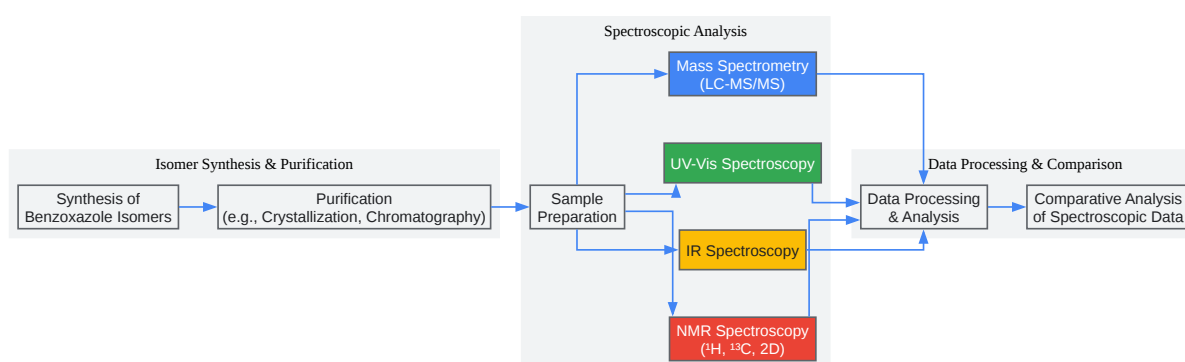 Spectroscopic Analysis
Mass Spectrometry
(LC-MS/MS)
Isomer Synthesis & Purification
UV-Vis Spectroscopy
Data Processing & Comparison
Synthesis of
Benzoxazole Isomers
Purification
(e.g., Crystallization, Chromatography)
Sample
Preparation
Data Processing
& Analysis
Comparative Analysis
of Spectroscopic Data
IR Spectroscopy
NMR Spectroscopy
(¹H, ¹³C, 2D)